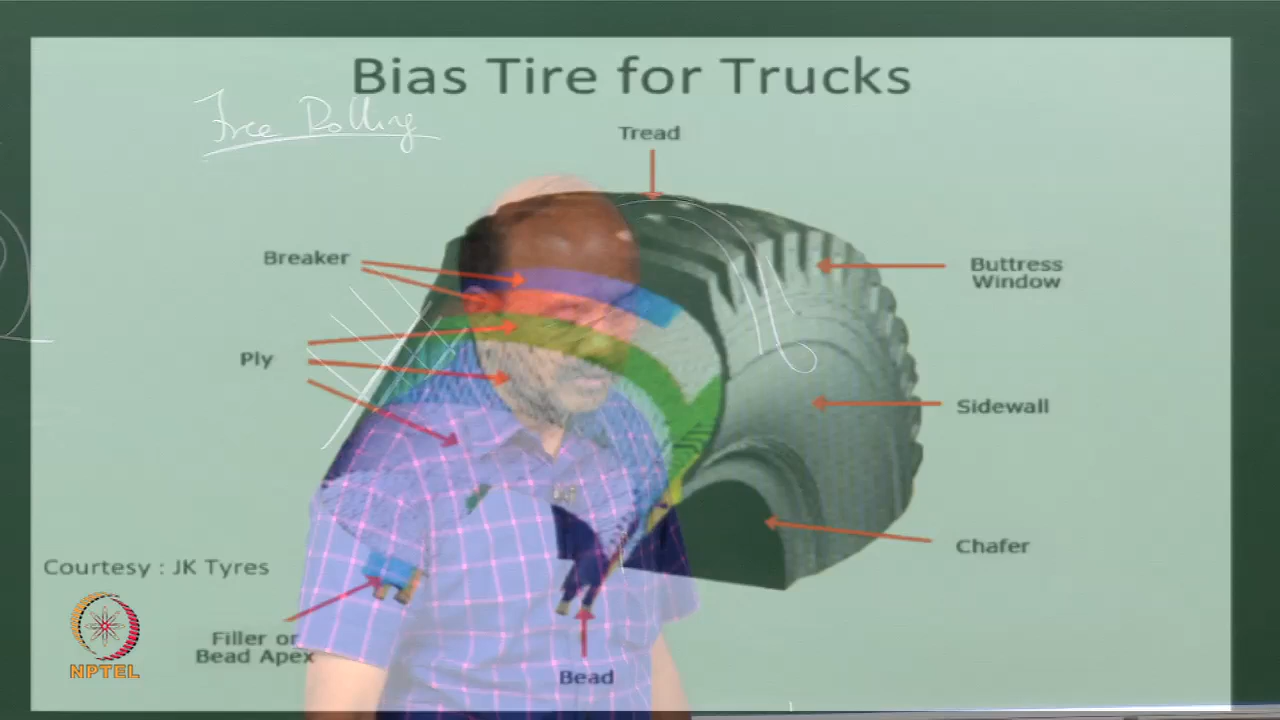 Bias Tire for Trucks
Free Rolling
Tread
Breaker
Buttress
Window
Ply
Sidewall
Chafer
Courtesy : JK Tyres
Filler or
Bead Apex
Bead
NPTEL